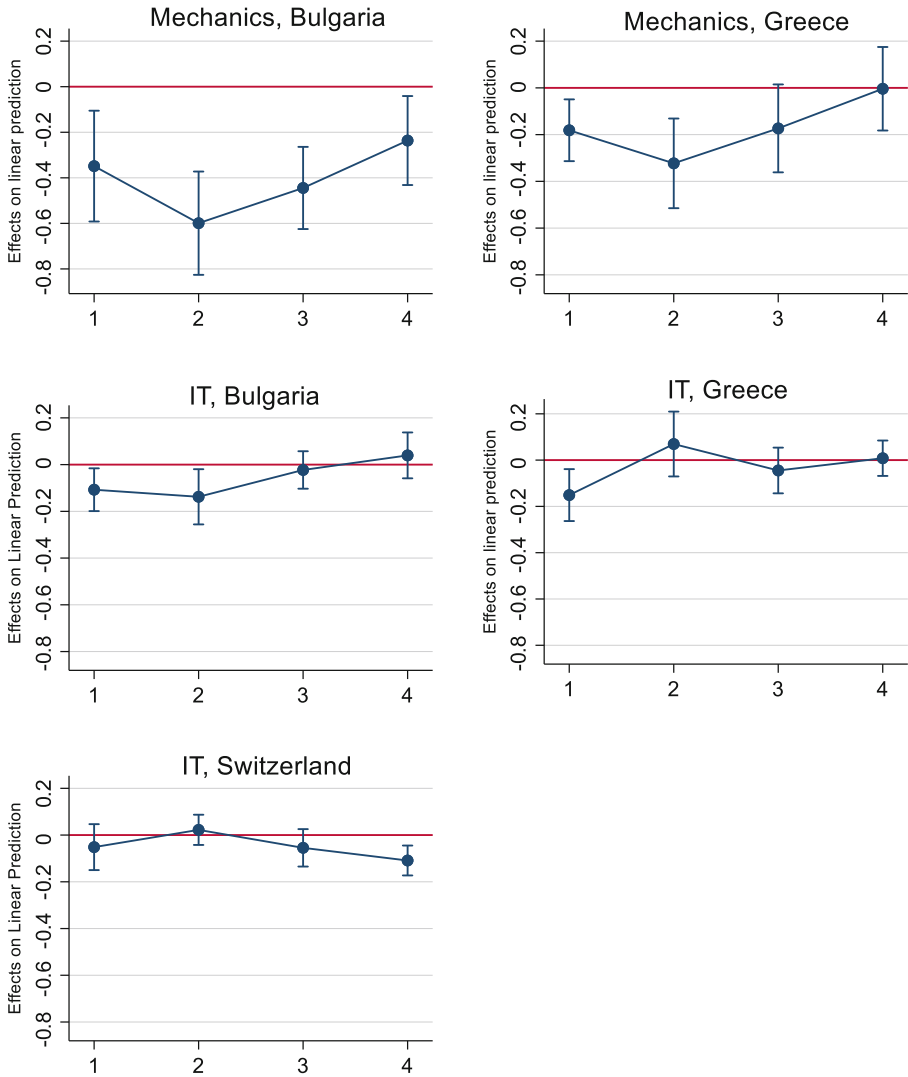 Mechanics, Bulgaria
Effects on linear prediction
0.2
0
-0.2
-0.4
-0.6
-0.8
1 2 3 4
Mechanics, Greece
Effects on linear prediction
0.2
0
-0.2
-0.4
-0.6
-0.8
1 2 3 4
IT, Bulgaria
Effects on Linear Prediction
0.2
0
-0.2
-0.4
-0.6
-0.8
1 2 3 4
IT, Greece
Effects on linear prediction
0.2
0
-0.2
-0.4
-0.6
-0.8
1 2 3 4
IT, Switzerland
Effects on Linear Prediction
0.2
0
-0.2
-0.4
-0.6
-0.8
1 2 3 4